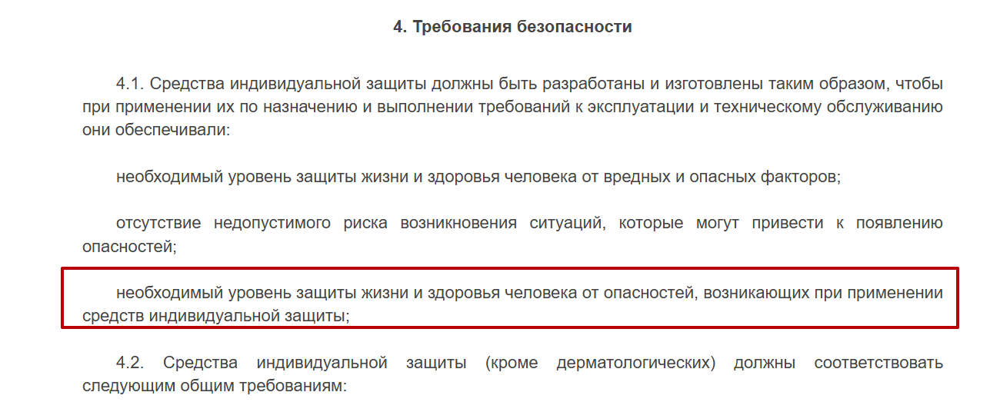 4. Требования безопасности
4.1. Средства индивидуальной защиты должны быть разработаны и изготовлены таким образом, чтобы
при применении их по назначению и выполнении требований к эксплуатации и техническому обслуживанию
они обеспечивали:
необходимый уровень защиты жизни и здоровья человека от вредных и опасных факторов;
отсутствие недопустимого риска возникновения ситуаций, которые могут привести к появлению
опасностей;
необходимый уровень защиты жизни и здоровья человека от опасностей, возникающих при применении
средств индивидуальной защиты;
4.2. Средства индивидуальной защиты (кроме дерматологических) должны соответствовать
следующим общим требованиям: